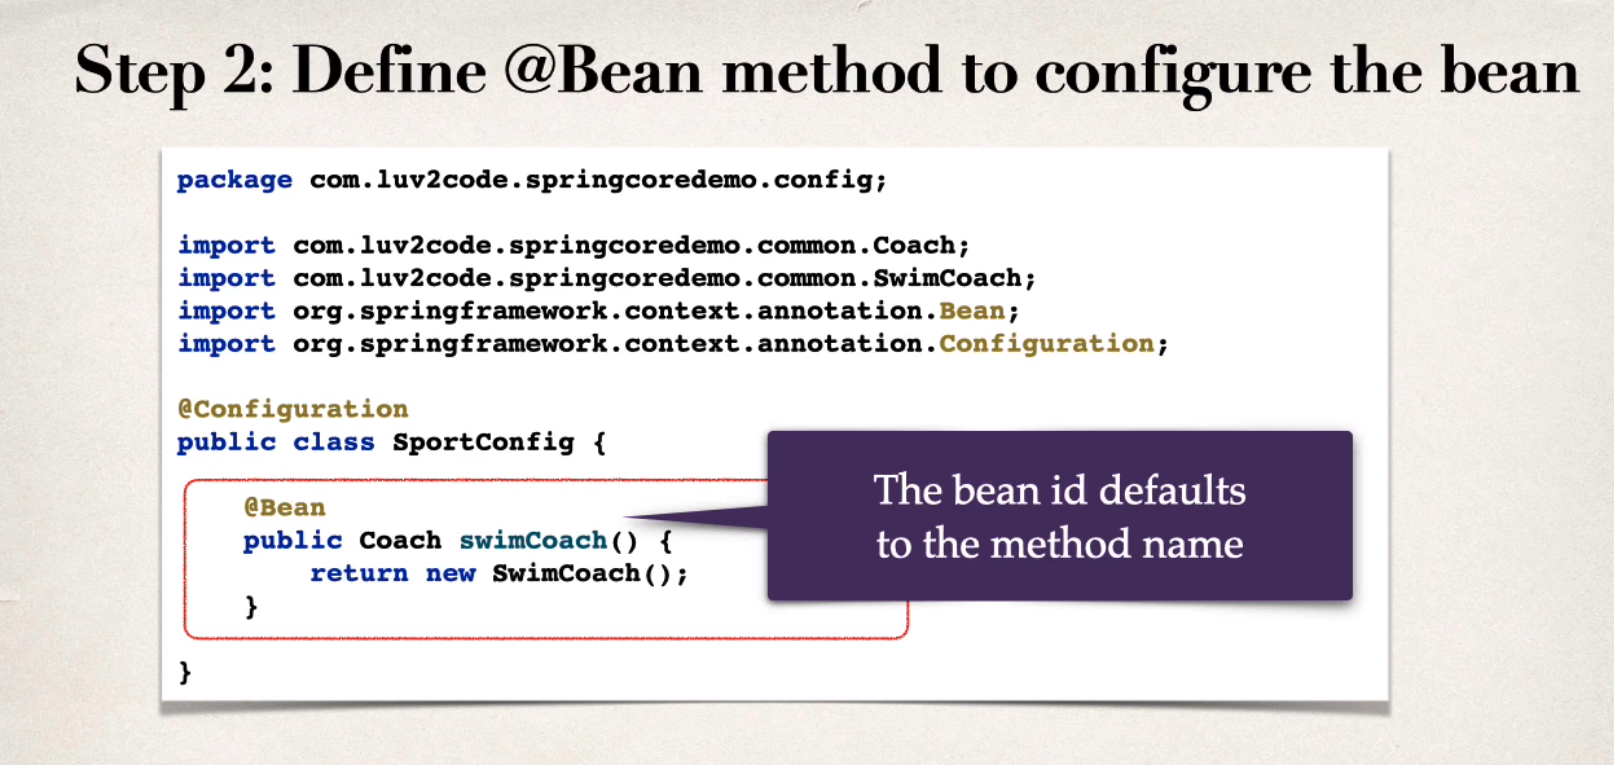 Step 2: Define @Bean method to configure the bean
package com.luv2code.springcoredemo.config;
import com.luv2code.springcoredemo.common.Coach;
import com.luv2code.springcoredemo.common.SwimCoach;
import org.springframework.context.annotation.Bean;
import org.springframework.context.annotation.Configuration;
@Configuration
public class SportConfig {
@Bean
public Coach swimCoach() {
return new SwimCoach();
}
}
The bean id defaults
to the method name